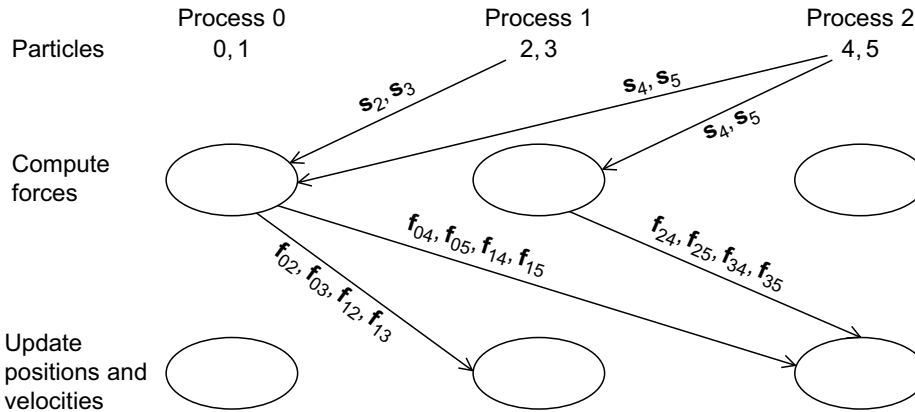 Process 0 Process 1 Process 2
Particles 0, 1 2, 3 4, 5
s2, s3
s4, s5
s4, s5
Compute
forces
f02, f03, f12, f13
f04, f05, f14, f15
f24, f25, f34, f35
Update
positions and
velocities